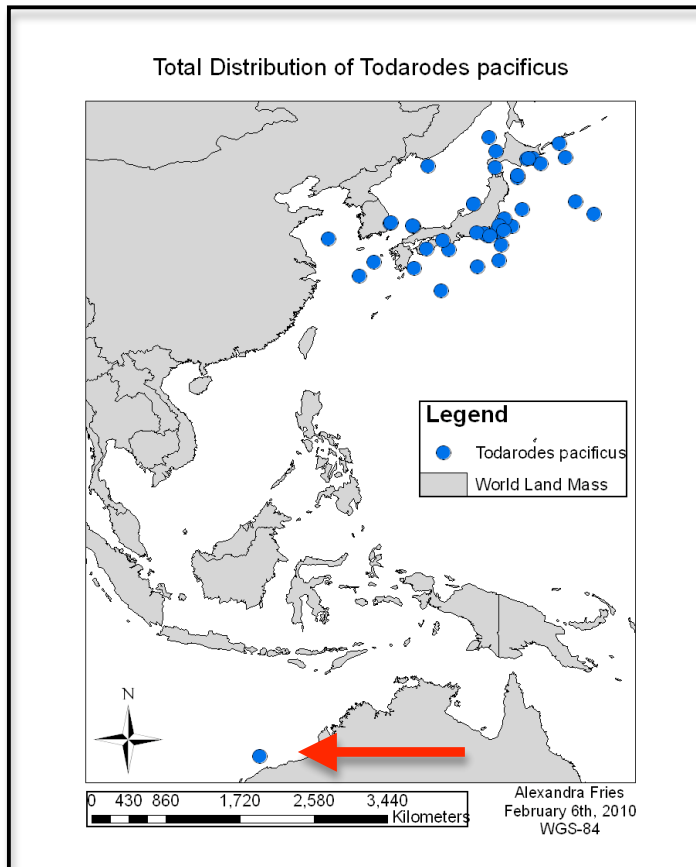 Total Distribution of Todarodes pacificus
Legend
Todarodes pacificus
World Land Mass
N
0 430 860 1,720 2,580 3,440
Kilometers
Alexandra Fries
February 6th, 2010
WGS-84